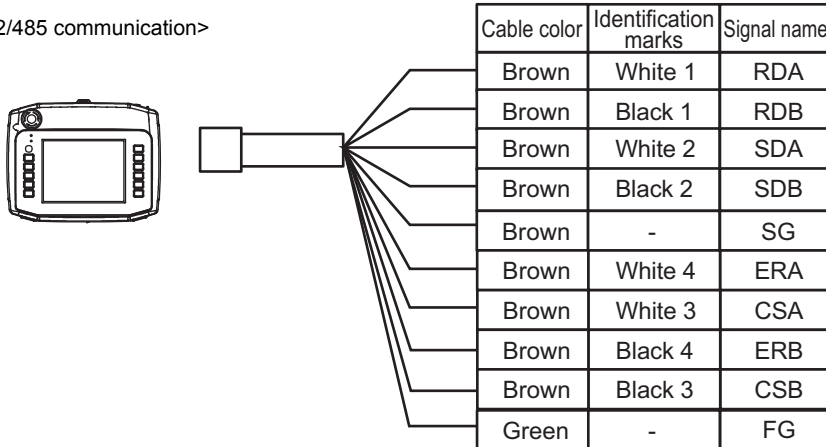 2/485 communication>
Cable color Identification marks Signal name
Brown White 1 RDA
Brown Black 1 RDB
Brown White 2 SDA
Brown Black 2 SDB
Brown - SG
Brown White 4 ERA
Brown White 3 CSA
Brown Black 4 ERB
Brown Black 3 CSB
Green - FG